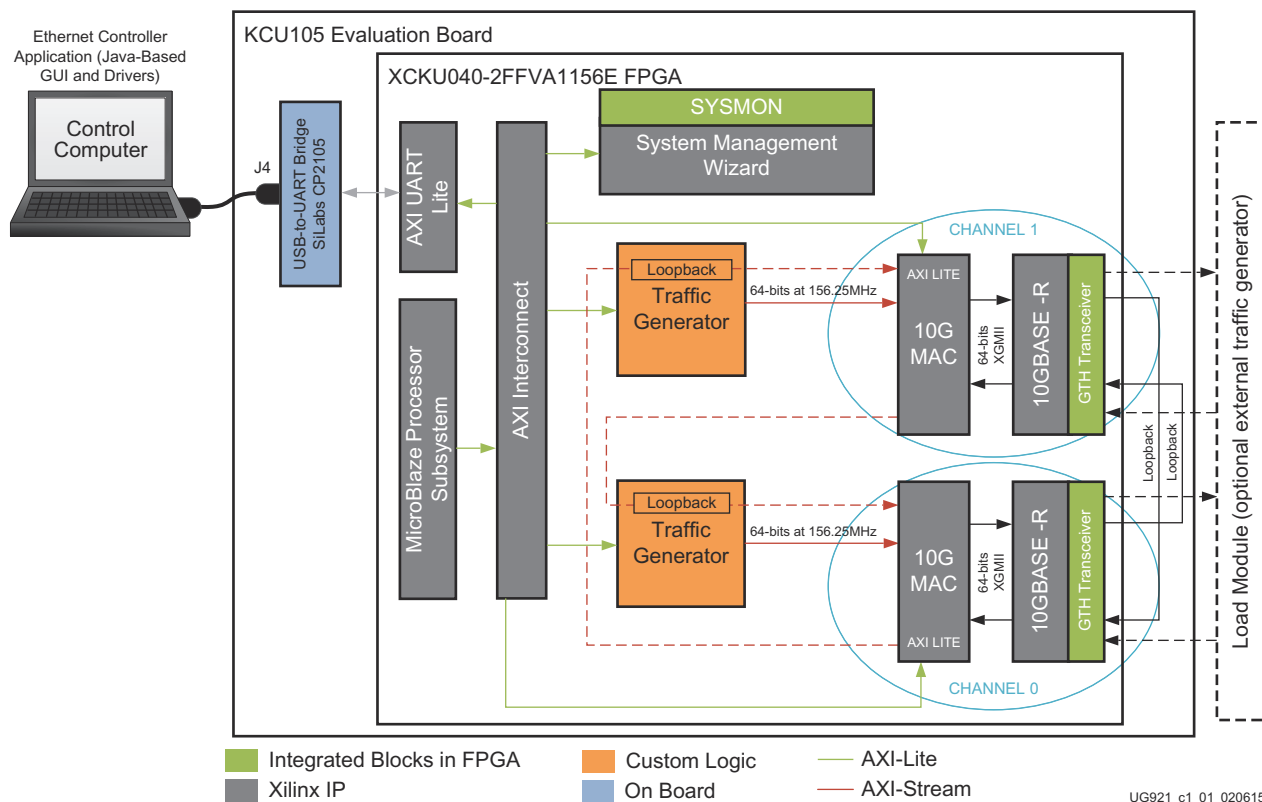 Ethernet Controller
Application (Java-Based
GUI and Drivers)
Control
Computer
J4
KCU105 Evaluation Board
USB-to-UART Bridge
SiLabs CP2105
XCKU040-2FFVA1156E FPGA
AXI UART
Lite
MicroBlaze Processor
Subsystem
AXI Interconnect
SYSMON
System Management
Wizard
CHANNEL 1
Loopback
Traffic
Generator
64-bits at 156.25MHz
AXI LITE
10G
MAC
64-bits
XGMII
10GBASE -R
GTH Transceiver
Loopback
Loopback
Loopback
Traffic
Generator
64-bits at 156.25MHz
10G
MAC
AXI LITE
64-bits
XGMII
10GBASE -R
GTH Transceiver
CHANNEL 0
Load Module (optional external traffic generator)
Integrated Blocks in FPGA
Custom Logic
AXI-Lite
Xilinx IP
On Board
AXI-Stream
UG921_c1_01_020615